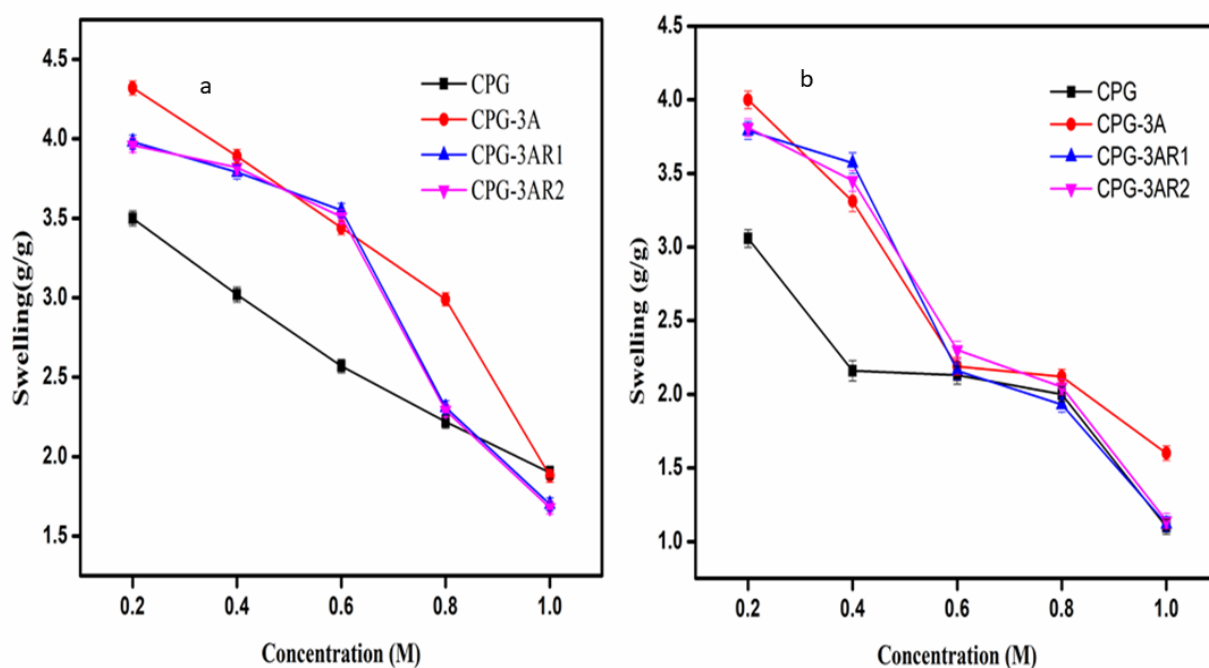 a
CPG
CPG-3A
CPG-3AR1
CPG-3AR2
4.5
4.0
3.5
3.0
2.5
2.0
1.5
Swelling(g/g)
0.2 0.4 0.6 0.8 1.0
Concentration (M)
b
CPG
CPG-3A
CPG-3AR1
CPG-3AR2
4.5
4.0
3.5
3.0
2.5
2.0
1.5
1.0
Swelling (g/g)
0.2 0.4 0.6 0.8 1.0
Concentration (M)